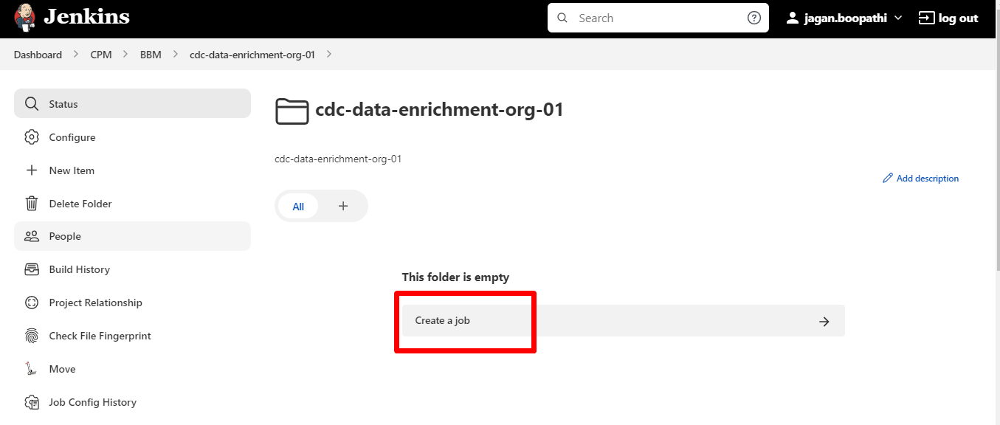 Jenkins
Search
jagan.boopathi
log out
Dashboard > CPM > BBM > cdc-data-enrichment-org-01 >
Status
Configure
New Item
Delete Folder
People
Build History
Project Relationship
Check File Fingerprint
Move
Job Config History
cdc-data-enrichment-org-01
cdc-data-enrichment-org-01
Add description
All +
This folder is empty
Create a job